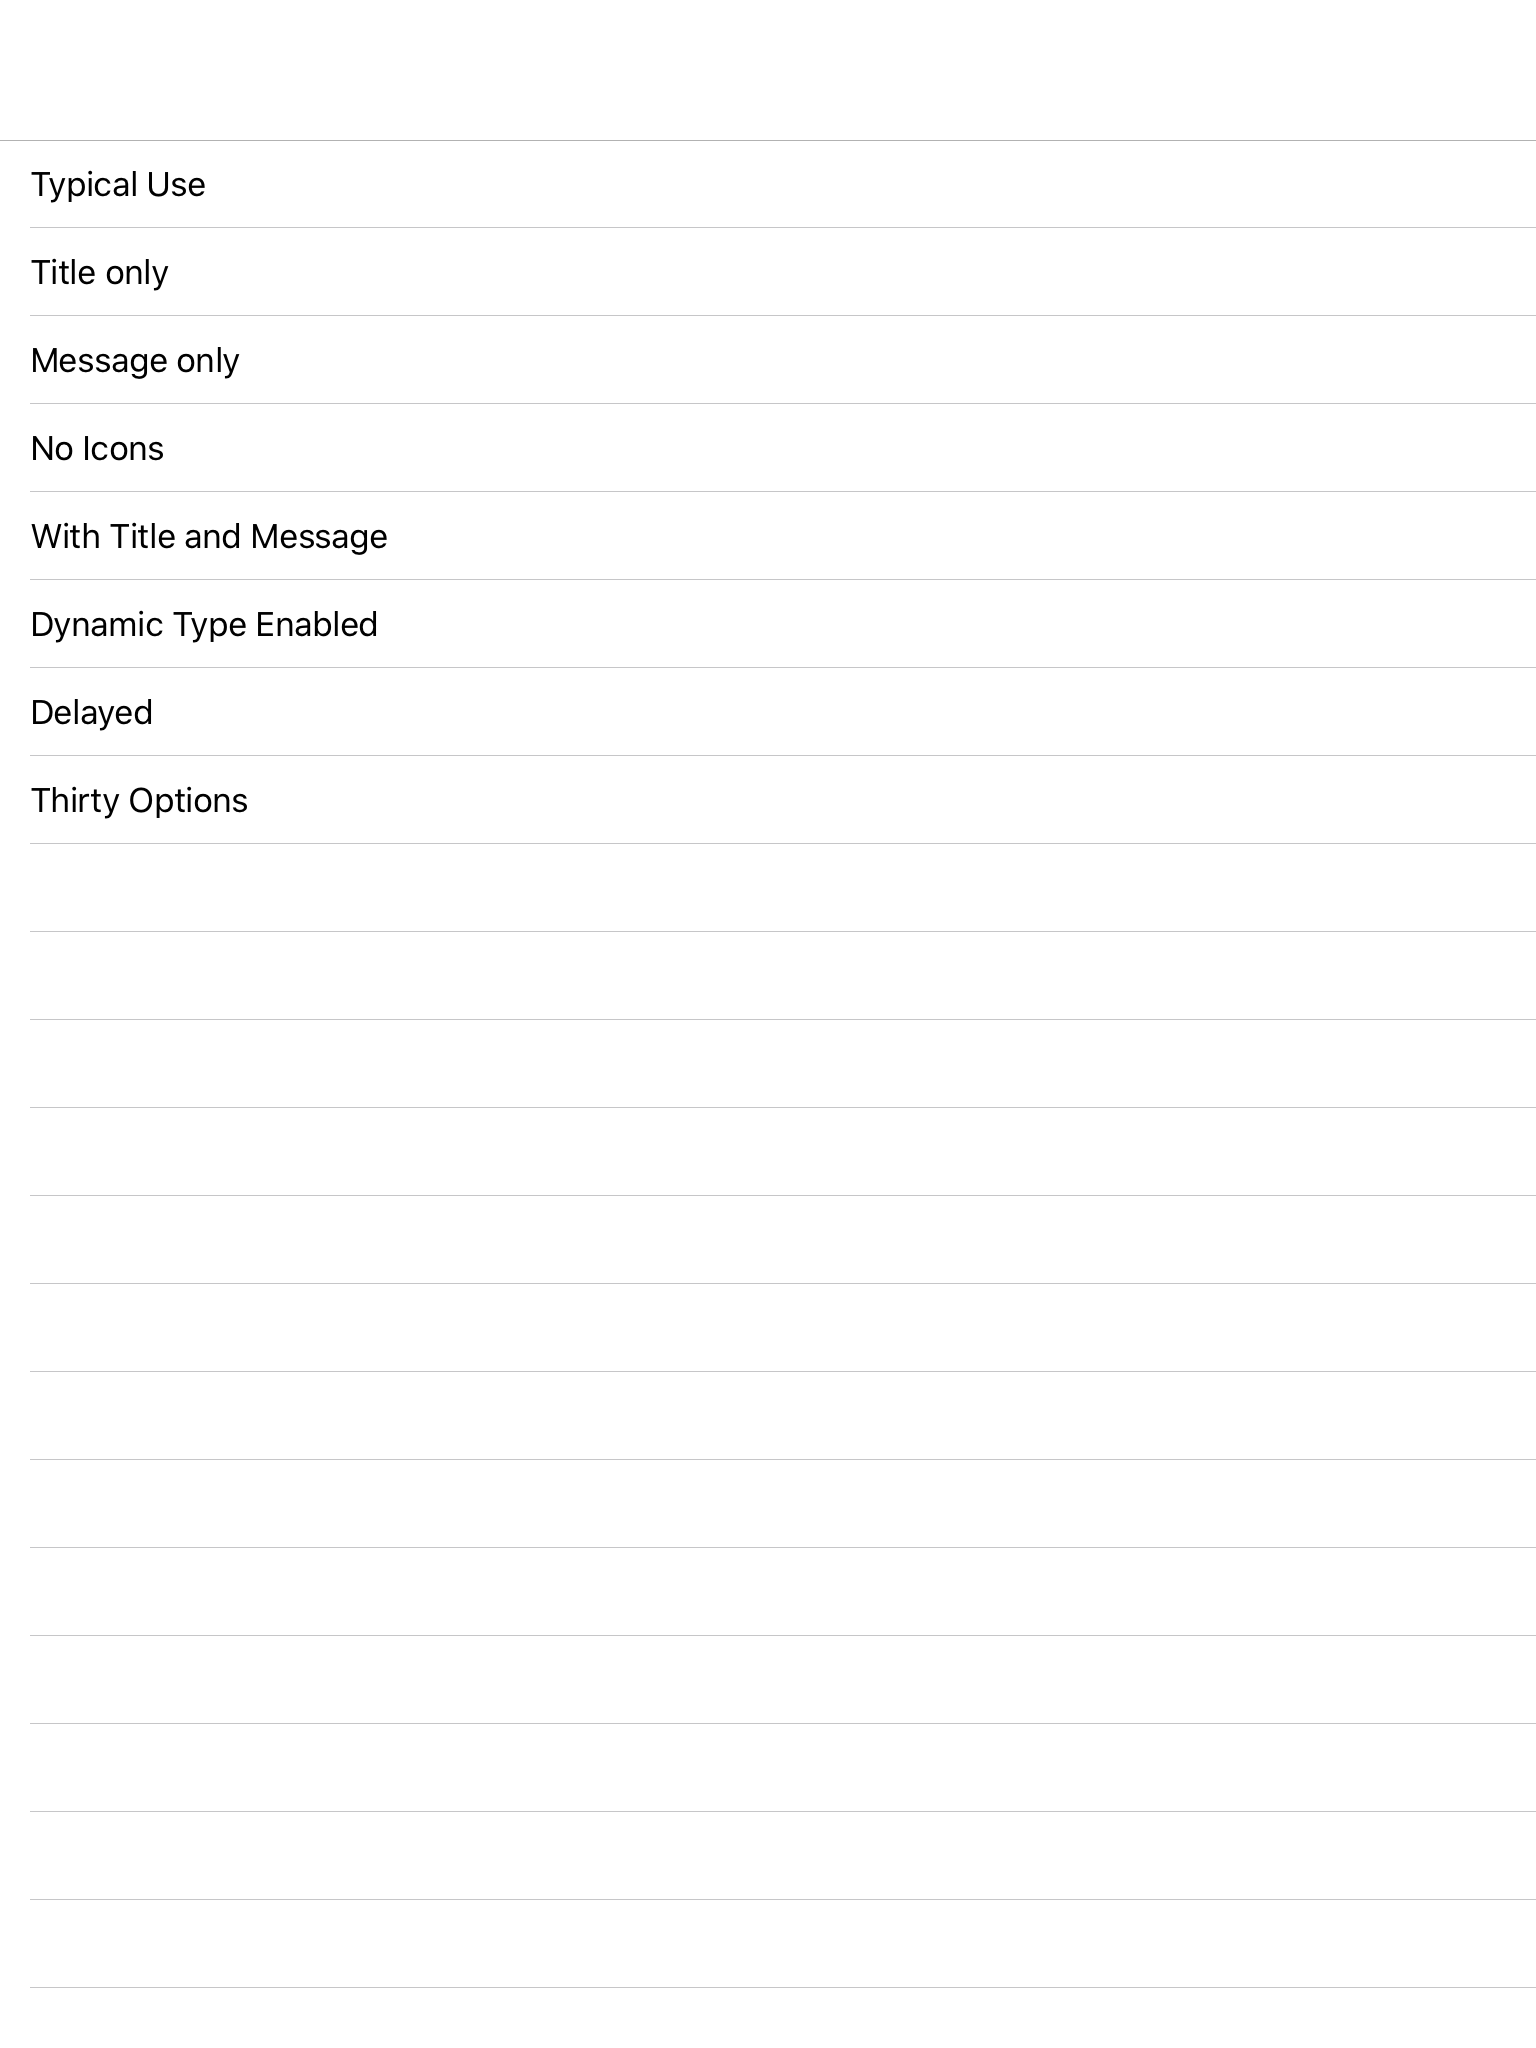 Typical Use
Title only
Message only
No Icons
With Title and Message
Dynamic Type Enabled
Delayed
Thirty Options